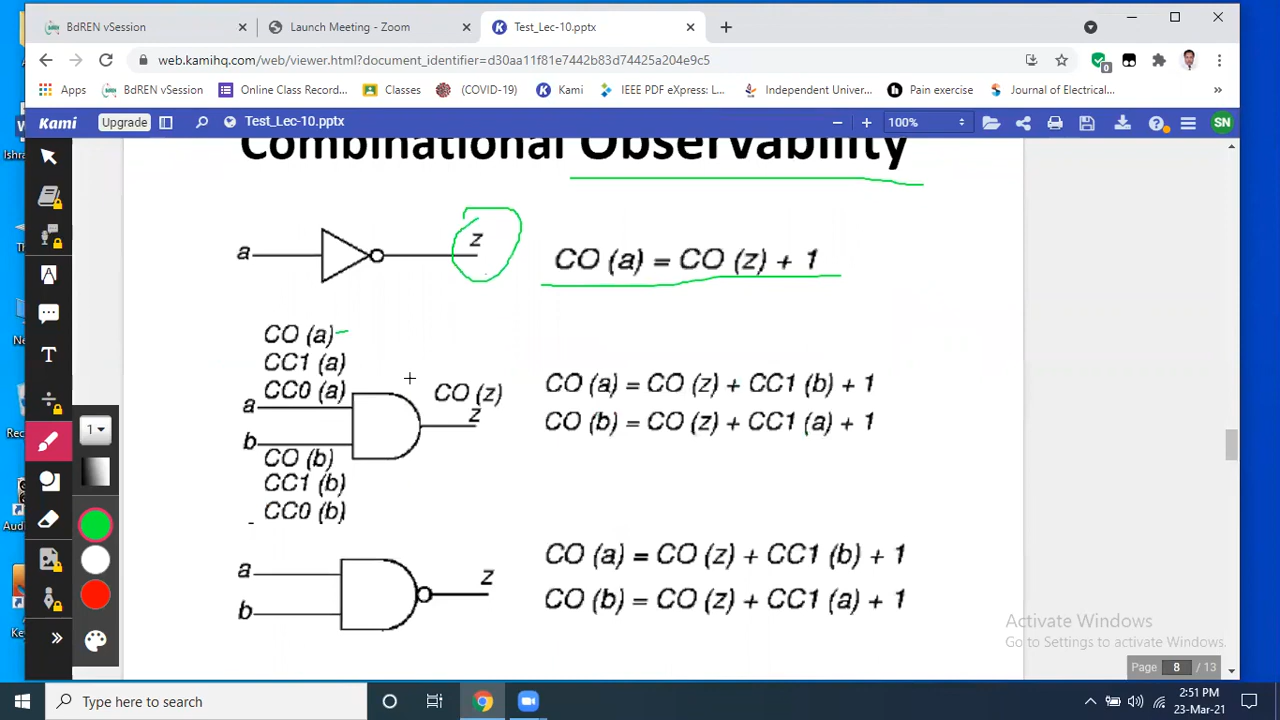 BdREN vSession
Launch Meeting - Zoom
Test_Lec-10.pptx
web.kamihq.com/web/viewer.html?document_identifier=d30aa11f81e7442b83d74425a204e9c5
Apps
BdREN vSession
Online Class Record...
Classes
(COVID-19)
Kami
IEEE PDF eXpress: L...
Independent Univer...
Pain exercise
Journal of Electrical...
»
Kami
Upgrade
Test_Lec-10.pptx
100%
SN
Combinational Observability
a
z
CO (a) = CO (z) + 1
CO (a)
CC1 (a)
CC0 (a)
a
b
CO (z)
z
CO (b)
CC1 (b)
CC0 (b)
CO (a) = CO (z) + CC1 (b) + 1
CO (b) = CO (z) + CC1 (a) + 1
a
b
z
CO (a) = CO (z) + CC1 (b) + 1
CO (b) = CO (z) + CC1 (a) + 1
T
1
Activate Windows
Go to Settings to activate Windows.
Page 8 / 13
Type here to search
2:51 PM
23-Mar-21